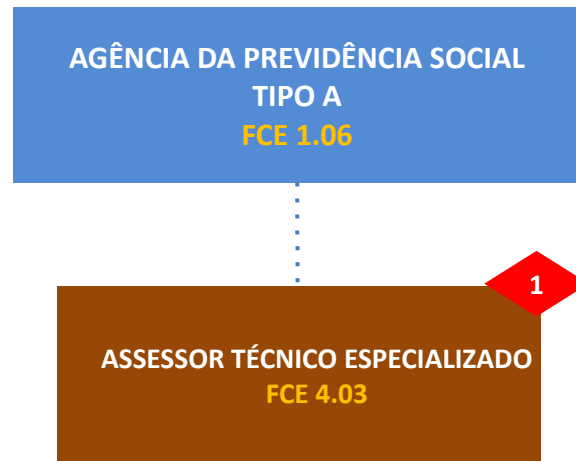 AGÊNCIA DA PREVIDÊNCIA SOCIAL
TIPO A
FCE 1.06
1
ASSESSOR TÉCNICO ESPECIALIZADO
FCE 4.03